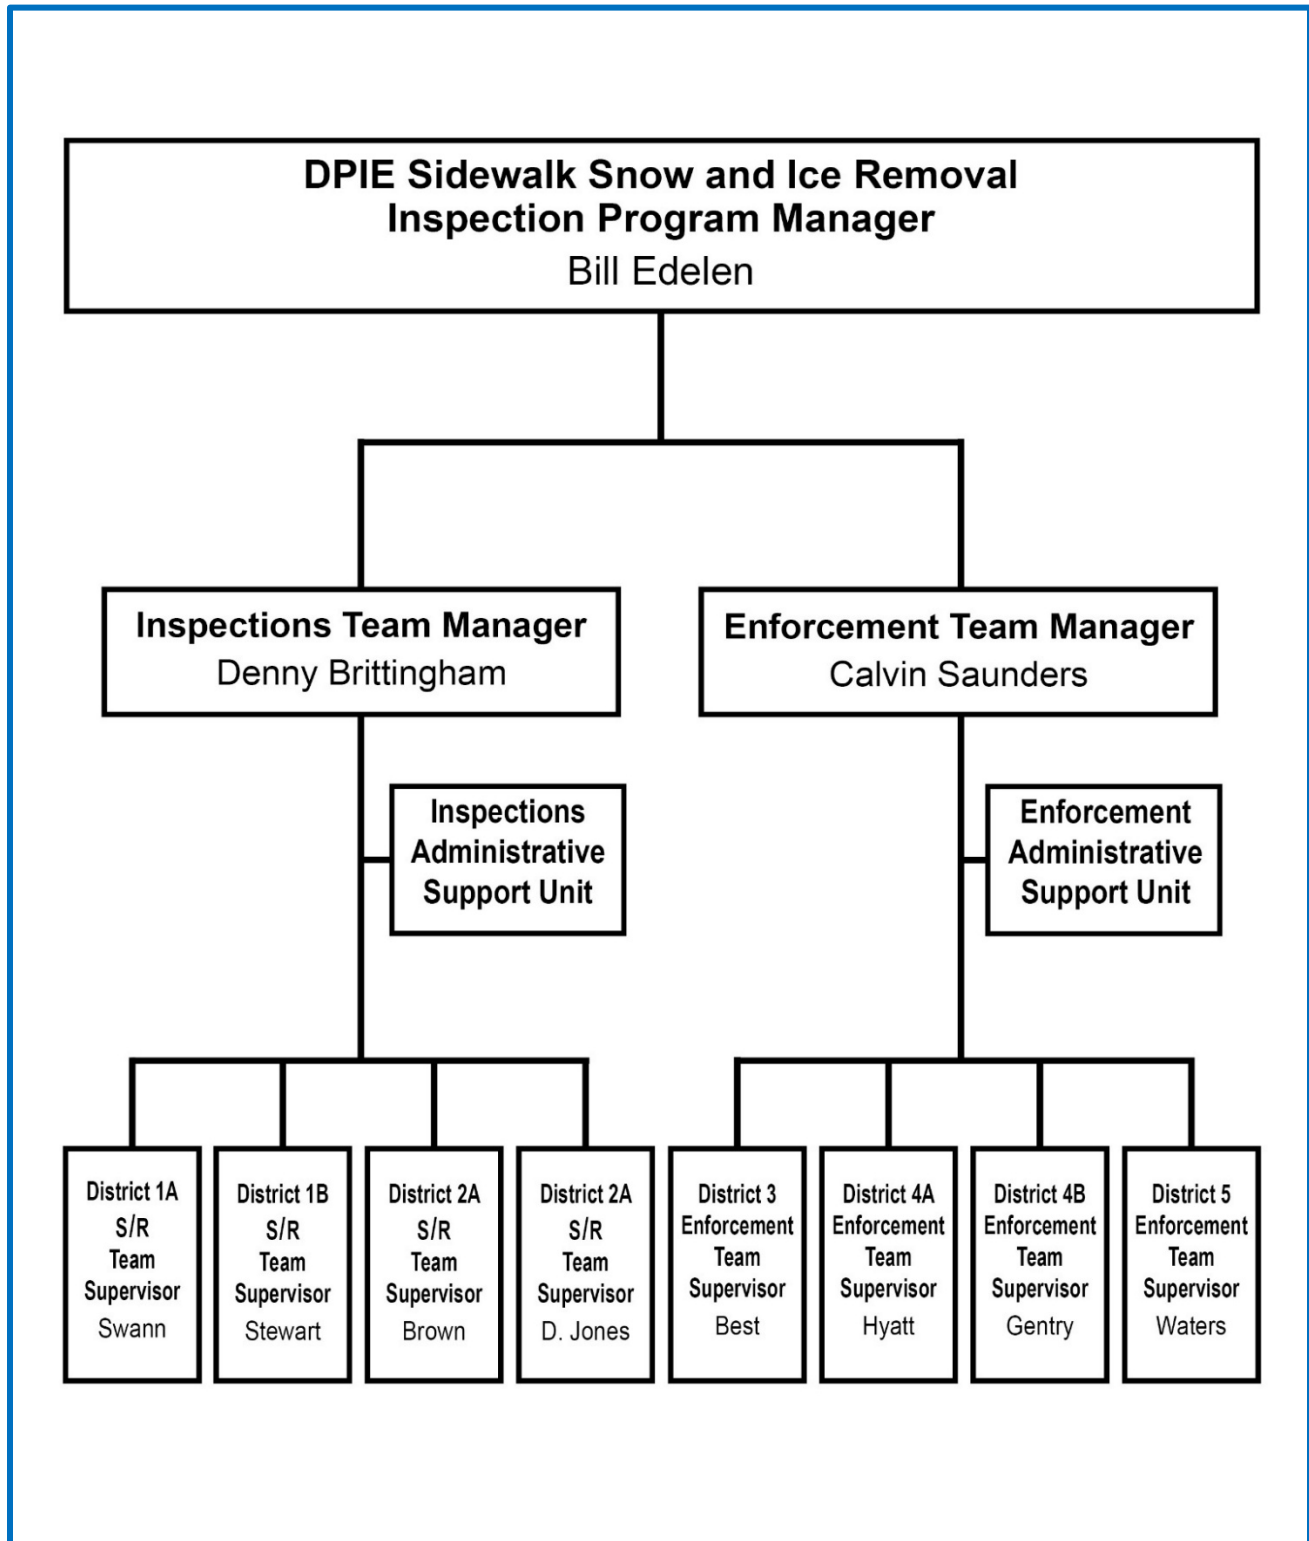 DPIE Sidewalk Snow and Ice Removal
Inspection Program Manager
Bill Edelen
Inspections Team Manager
Denny Brittingham
Enforcement Team Manager
Calvin Saunders
Inspections
Administrative
Support Unit
Enforcement
Administrative
Support Unit
District 1A
S/R
Team
Supervisor
Swann
District 1B
S/R
Team
Supervisor
Stewart
District 2A
S/R
Team
Supervisor
Brown
District 2A
S/R
Team
Supervisor
D. Jones
District 3
Enforcement
Team
Supervisor
Best
District 4A
Enforcement
Team
Supervisor
Hyatt
District 4B
Enforcement
Team
Supervisor
Gentry
District 5
Enforcement
Team
Supervisor
Waters